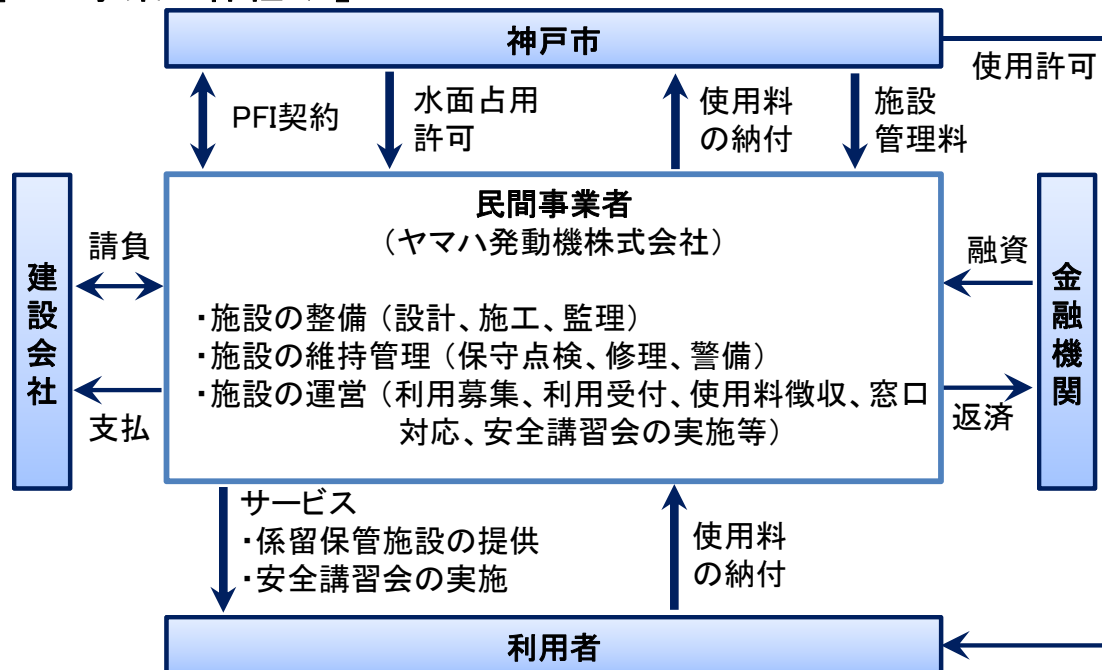 神戸市
使用許可
PFI契約
水面占用
許可
使用料
の納付
施設
管理料
民間事業者
（ヤマハ発動機株式会社）
・施設の整備（設計、施工、監理）
・施設の維持管理（保守点検、修理、警備）
・施設の運営（利用募集、利用受付、使用料徴収、窓口
対応、安全講習会の実施等）
建設会社
請負
支払
融資
返済
金融機関
サービス
・係留保管施設の提供
・安全講習会の実施
使用料
の納付
利用者